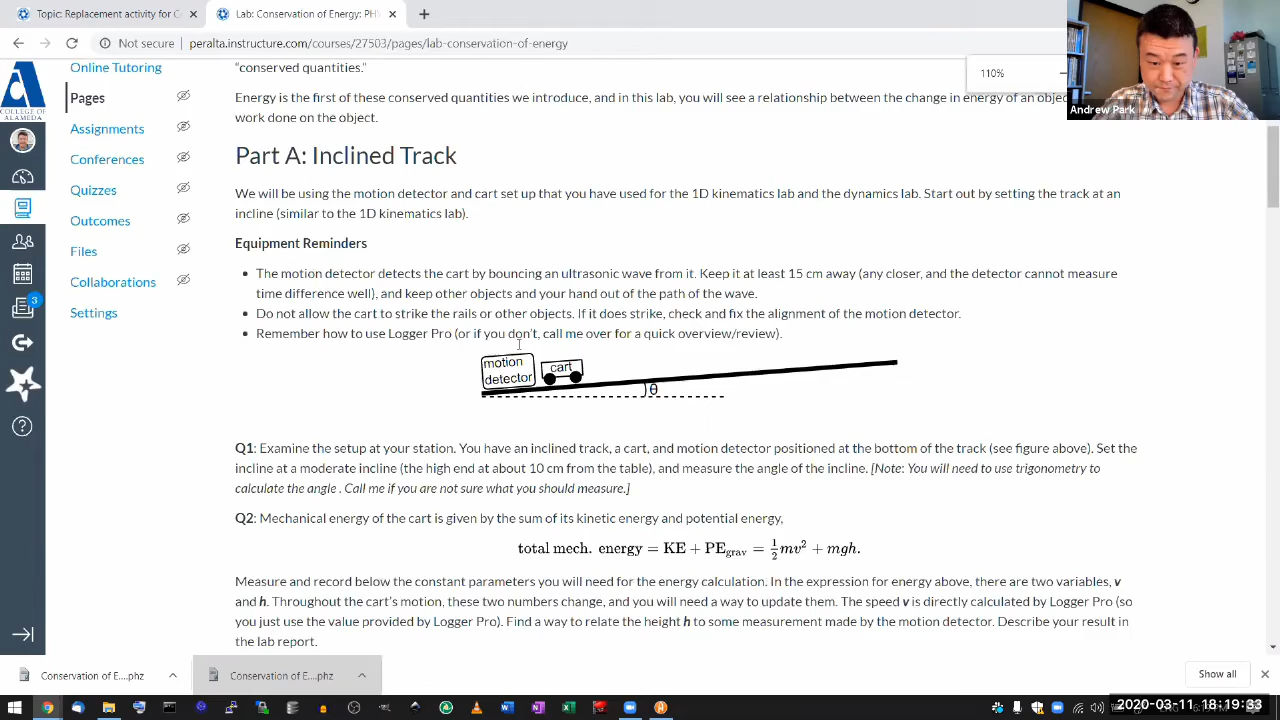 Topic: Replacement activity for C
Lab: Conservation of Energy: PHY
Not secure
peralta.instructure.com/courses/27503/pages/lab-conservation-of-energy
110%
Andrew Park
COLLEGE OF
ALAMEDA
3
Online Tutoring
Pages
Assignments
Conferences
Quizzes
Outcomes
Files
Collaborations
Settings
“conserved quantities.”
Energy is the first of these conserved quantities we introduce, and in this lab, you will see a relationship between the change in energy of an objec
work done on the object.
Part A: Inclined Track
We will be using the motion detector and cart set up that you have used for the 1D kinematics lab and the dynamics lab. Start out by setting the track at an
incline (similar to the 1D kinematics lab).
Equipment Reminders
The motion detector detects the cart by bouncing an ultrasonic wave from it. Keep it at least 15 cm away (any closer, and the detector cannot measure
time difference well), and keep other objects and your hand out of the path of the wave.
Do not allow the cart to strike the rails or other objects. If it does strike, check and fix the alignment of the motion detector.
Remember how to use Logger Pro (or if you don’t, call me over for a quick overview/review).
motion
detector
cart
θ
Q1: Examine the setup at your station. You have an inclined track, a cart, and motion detector positioned at the bottom of the track (see figure above). Set the
incline at a moderate incline (the high end at about 10 cm from the table), and measure the angle of the incline. [Note: You will need to use trigonometry to
calculate the angle . Call me if you are not sure what you should measure.]
Q2: Mechanical energy of the cart is given by the sum of its kinetic energy and potential energy,
total mech. energy = KE + PE_grav = 1/2 mv² + mgh.
Measure and record below the constant parameters you will need for the energy calculation. In the expression for energy above, there are two variables, v
and h. Throughout the cart’s motion, these two numbers change, and you will need a way to update them. The speed v is directly calculated by Logger Pro (so
you just use the value provided by Logger Pro). Find a way to relate the height h to some measurement made by the motion detector. Describe your result in
the lab report.
Conservation of E....phz
Conservation of E....phz
Show all
2020-03-11 18:19:33